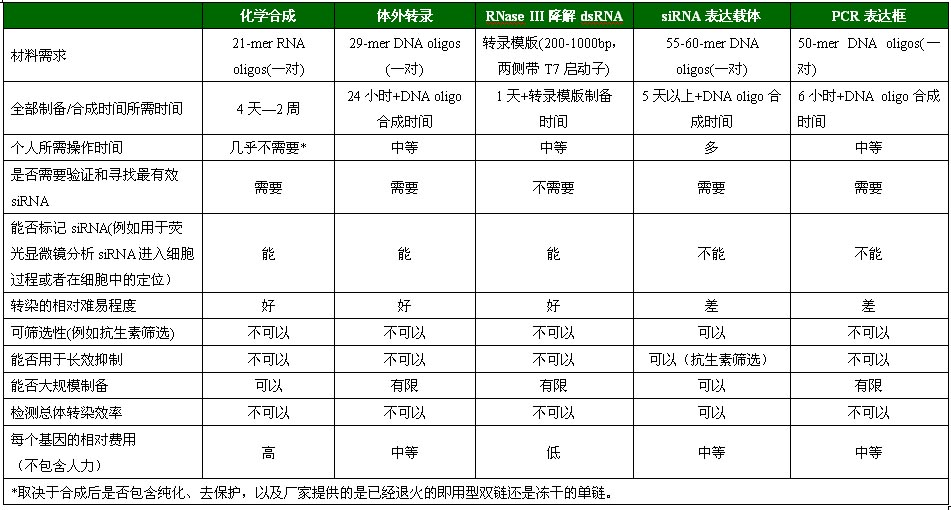 化学合成 体外转录 RNase III 降解 dsRNA siRNA 表达载体 PCR 表达框
材料需求 21-mer RNA oligos(一对) 29-mer DNA oligos (一对) 转录模版(200-1000bp，两侧带 T7 启动子) 55-60-mer DNA oligos(一对) 50-mer DNA oligos(一对)
全部制备/合成时间所需时间 4 天—2 周 24 小时+DNA oligo 合成时间 1 天+转录模版制备时间 5 天以上+DNA oligo 合成时间 6 小时+DNA oligo 合成时间
个人所需操作时间 几乎不需要* 中等 中等 多 中等
是否需要验证和寻找最有效 siRNA 需要 需要 不需要 需要 需要
能否标记 siRNA(例如用于荧光显微镜分析 siRNA 进入细胞过程或者在细胞中的定位） 能 能 能 不能 不能
转染的相对难易程度 好 好 好 差 差
可筛选性(例如抗生素筛选) 不可以 不可以 不可以 可以 不可以
能否用于长效抑制 不可以 不可以 不可以 可以（抗生素筛选） 不可以
能否大规模制备 可以 有限 有限 可以 有限
检测总体转染效率 不可以 不可以 不可以 可以 不可以
每个基因的相对费用（不包含人力） 高 中等 低 中等 中等
*取决于合成后是否包含纯化、去保护，以及厂家提供的是已经退火的即用型双链还是冻干的单链。